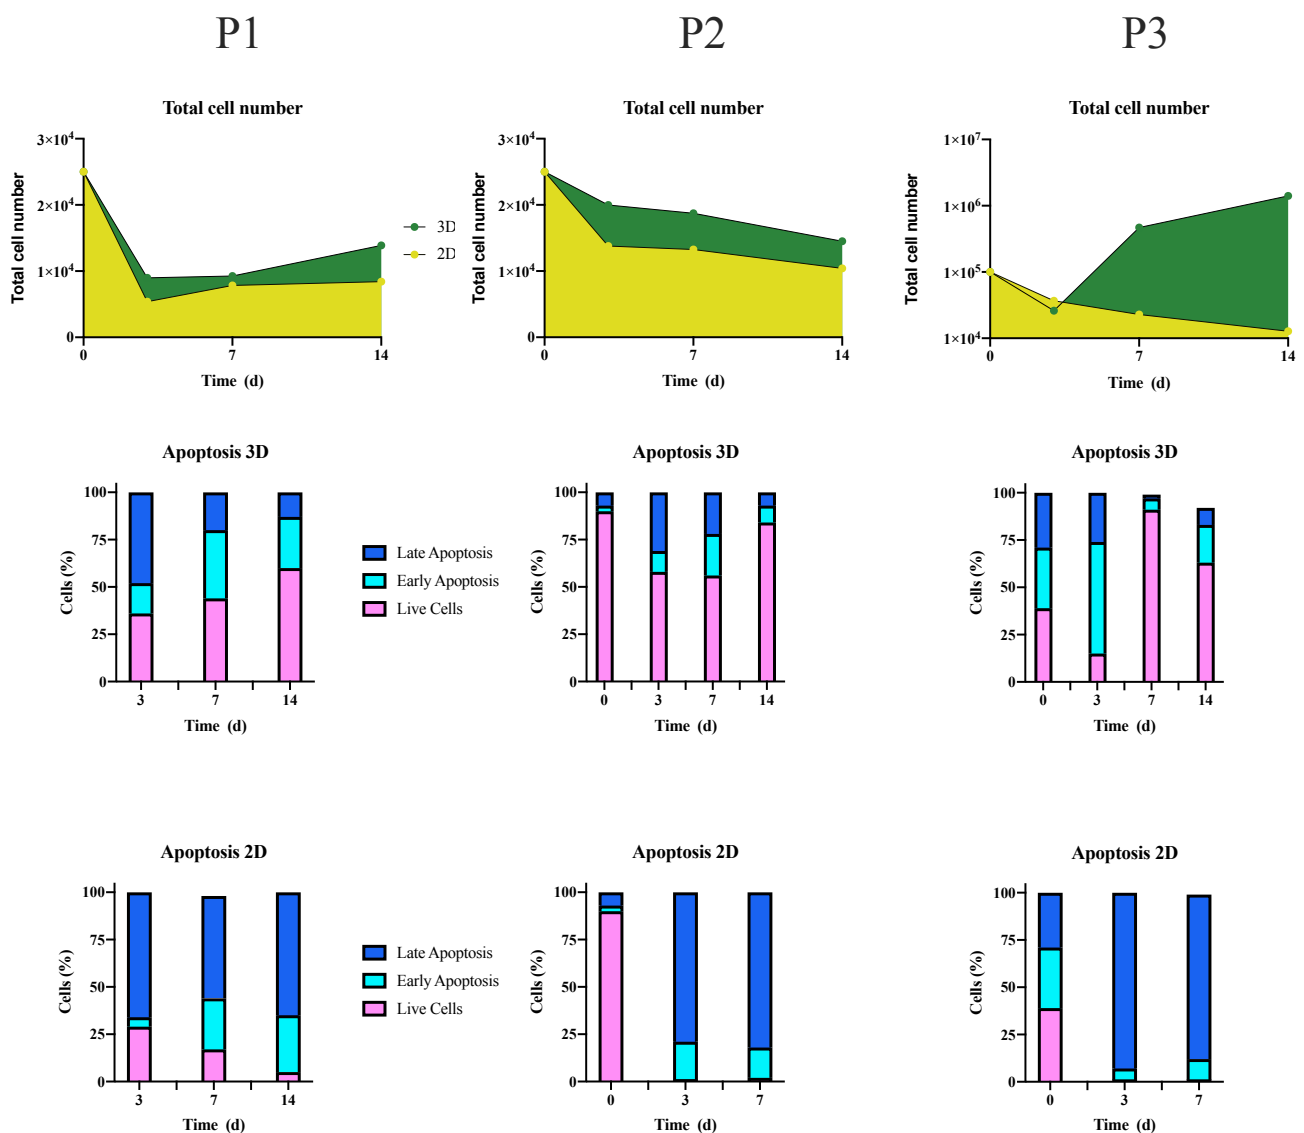 P1 P2 P3
Total cell number Total cell number Total cell number
Total cell number
3×10⁴
2×10⁴
1×10⁴
0
0 7 14
Time (d)
3D
2D
Total cell number
3×10⁴
2×10⁴
1×10⁴
0
0 7 14
Time (d)
Total cell number
1×10⁷
1×10⁶
1×10⁵
1×10⁴
0 7 14
Time (d)
Apoptosis 3D
Cells (%)
100
75
50
25
0
3 7 14
Time (d)
Late Apoptosis
Early Apoptosis
Live Cells
Apoptosis 3D
Cells (%)
100
75
50
25
0
0 3 7 14
Time (d)
Apoptosis 3D
Cells (%)
100
75
50
25
0
0 3 7 14
Time (d)
Apoptosis 2D
Cells (%)
100
75
50
25
0
3 7 14
Time (d)
Late Apoptosis
Early Apoptosis
Live Cells
Apoptosis 2D
Cells (%)
100
75
50
25
0
0 3 7
Time (d)
Apoptosis 2D
Cells (%)
100
75
50
25
0
0 3 7
Time (d)